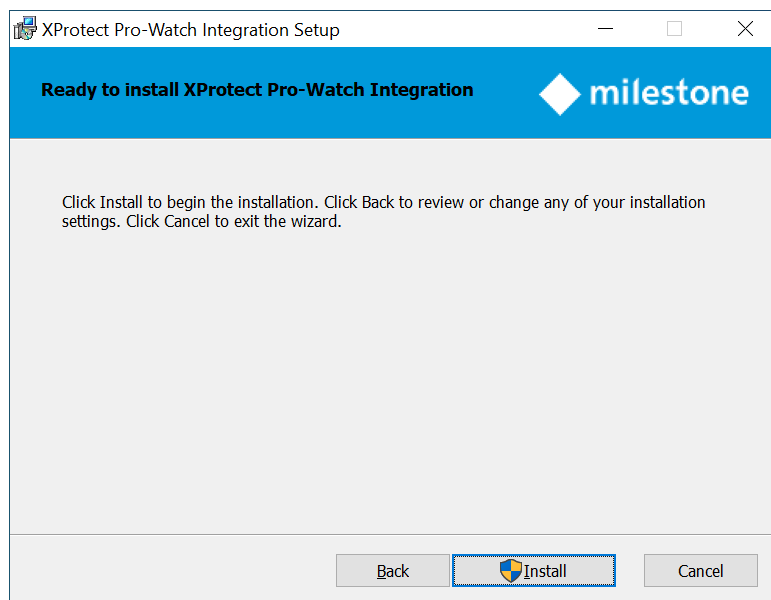 XProtect Pro-Watch Integration Setup
Ready to install XProtect Pro-Watch Integration
milestone
Click Install to begin the installation. Click Back to review or change any of your installation
settings. Click Cancel to exit the wizard.
Back
Install
Cancel